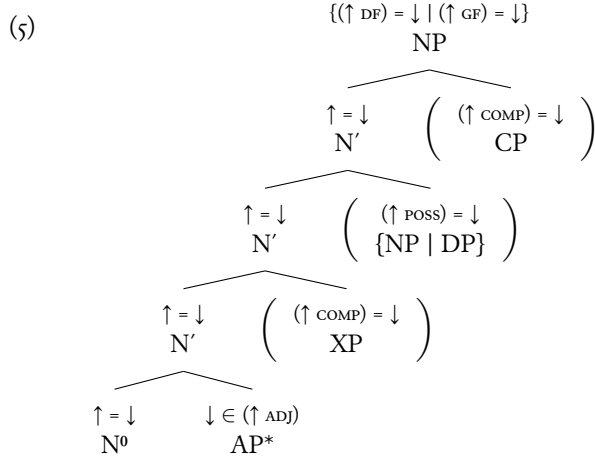 (5)
{(↑ DF) = ↓ | (↑ GF) = ↓}
NP
↑ = ↓ ( (↑ COMP) = ↓ )
N′ CP
↑ = ↓ ( (↑ POSS) = ↓ )
N′ {NP | DP}
↑ = ↓ ( (↑ COMP) = ↓ )
N′ XP
↑ = ↓ ↓ ∈ (↑ ADJ)
N⁰ AP*